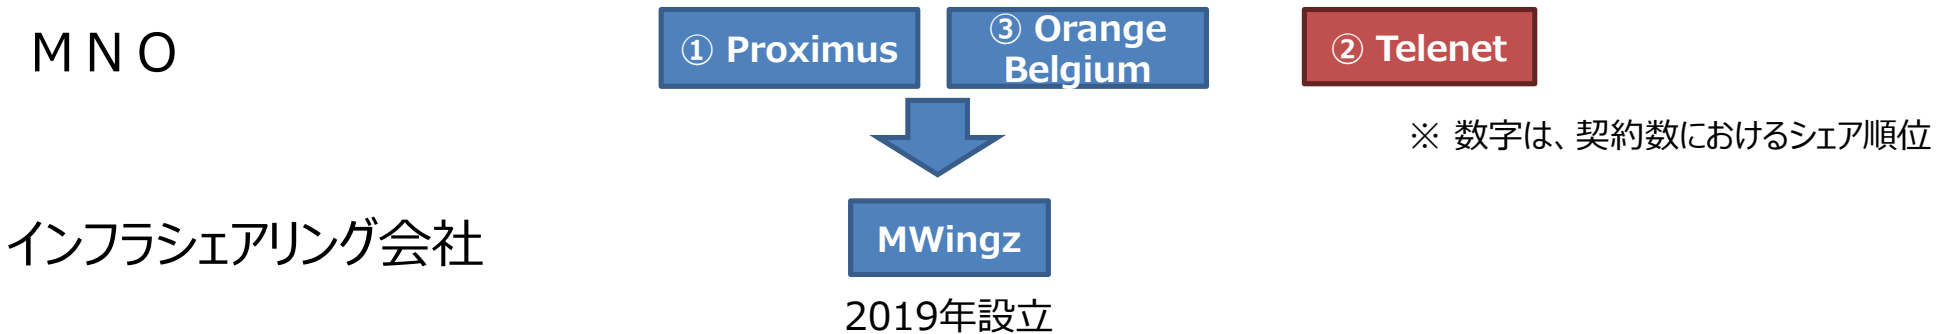 ＭＮＯ
① Proximus
③ Orange
Belgium
② Telenet
※ 数字は、契約数におけるシェア順位
インフラシェアリング会社
MWingz
2019年設立